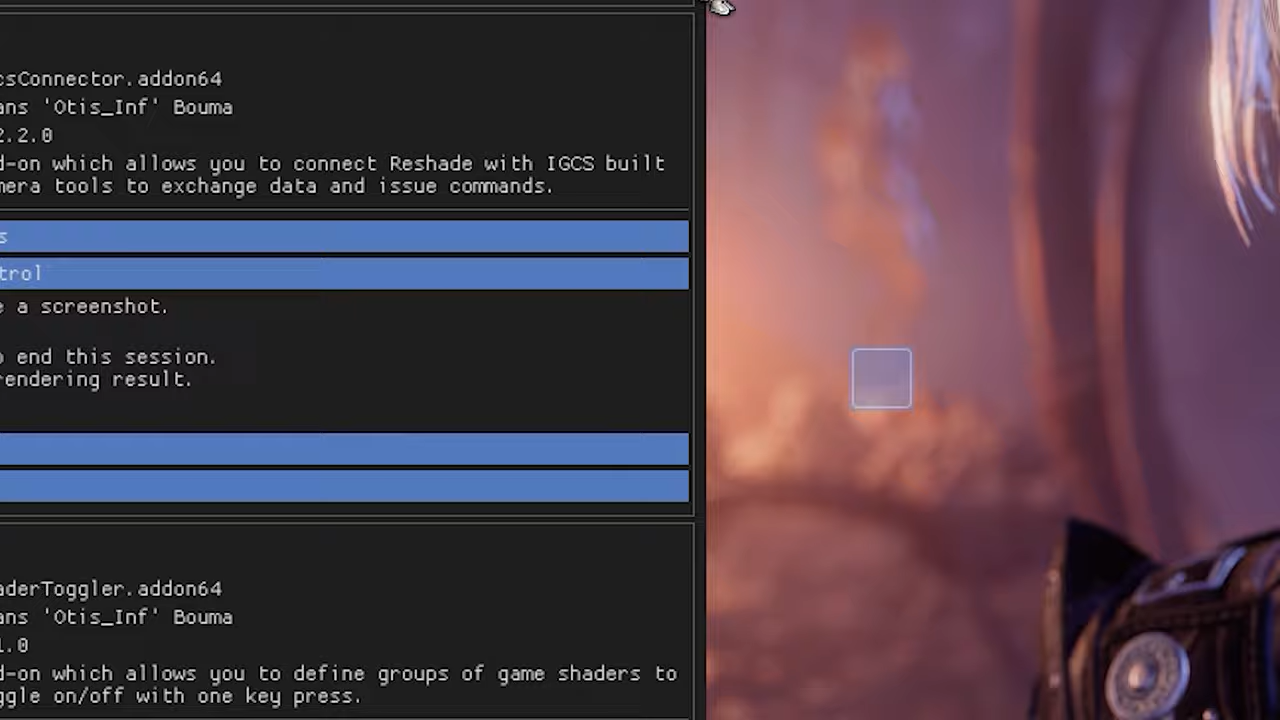 csConnector.addon64
ans 'Otis_Inf' Bouma
2.2.0
d-on which allows you to connect Reshade with IGCS built
mera tools to exchange data and issue commands.
s
trol
e a screenshot.
o end this session.
rendering result.
aderToggler.addon64
ans 'Otis_Inf' Bouma
1.0
d-on which allows you to define groups of game shaders to
ggle on/off with one key press.